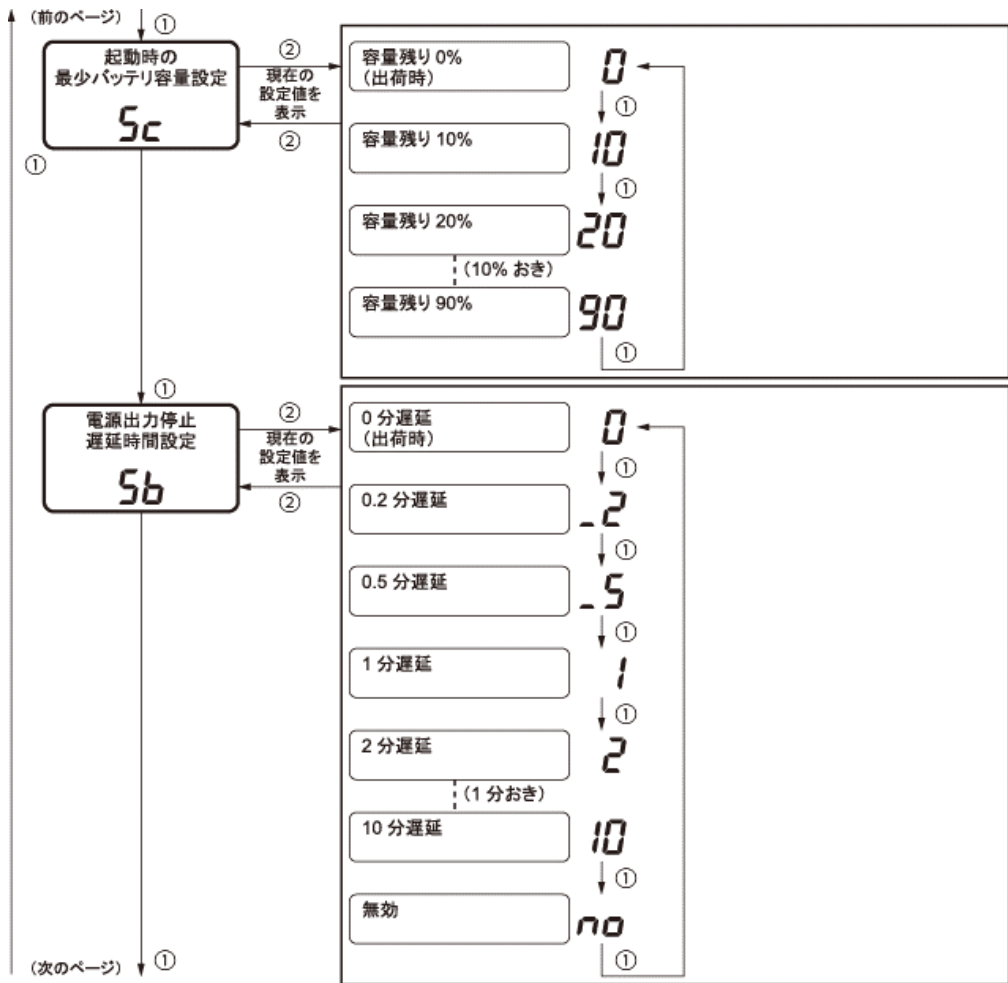 (前のページ)
①
起動時の
最少バッテリ容量設定
Sc
②
現在の
設定値を
表示
②
①
容量残り 0%
(出荷時)
0
①
容量残り 10%
10
①
容量残り 20%
20
(10% おき)
容量残り 90%
90
①
①
電源出力停止
遅延時間設定
Sb
②
現在の
設定値を
表示
②
0 分遅延
(出荷時)
0
①
0.2 分遅延
_2
①
0.5 分遅延
_5
①
1 分遅延
1
①
2 分遅延
2
(1 分おき)
10 分遅延
10
①
無効
no
①
(次のページ)
①